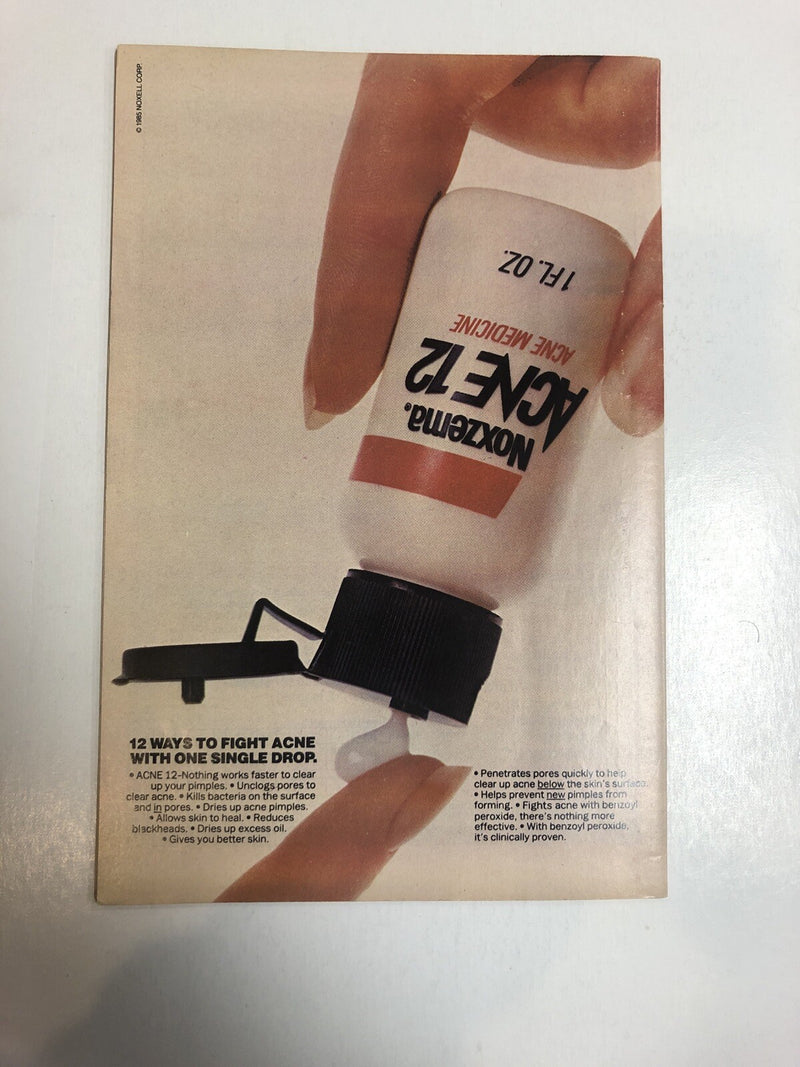 © 1985 NOXELL CORP.
1 FL. OZ.
ACNE MEDICINE
ACNE 12
Noxzema.
12 WAYS TO FIGHT ACNE
WITH ONE SINGLE DROP.
• ACNE 12–Nothing works faster to clear
up your pimples. • Unclogs pores to
clear acne. • Kills bacteria on the surface
and in pores. • Dries up acne pimples.
• Allows skin to heal. • Reduces
blackheads. • Dries up excess oil.
• Gives you better skin.
• Penetrates pores quickly to help
clear up acne below the skin's surface.
• Helps prevent new pimples from
forming. • Fights acne with benzoyl
peroxide, there's nothing more
effective. • With benzoyl peroxide,
it's clinically proven.